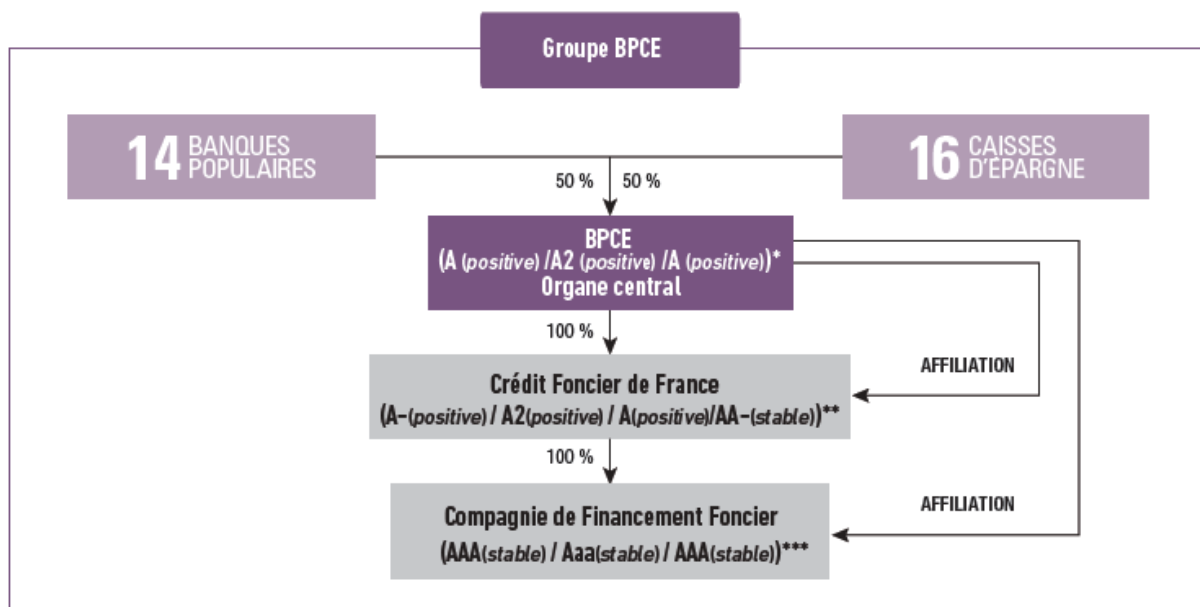 Groupe BPCE
14 BANQUES
POPULAIRES
16 CAISSES
D'ÉPARGNE
50 % 50 %
BPCE
(A (positive) /A2 (positive) /A (positive))*
Organe central
100 %
AFFILIATION
Crédit Foncier de France
(A-(positive) / A2(positive) / A(positive)/AA-(stable))**
100 %
AFFILIATION
Compagnie de Financement Foncier
(AAA(stable) / Aaa(stable) / AAA(stable))***